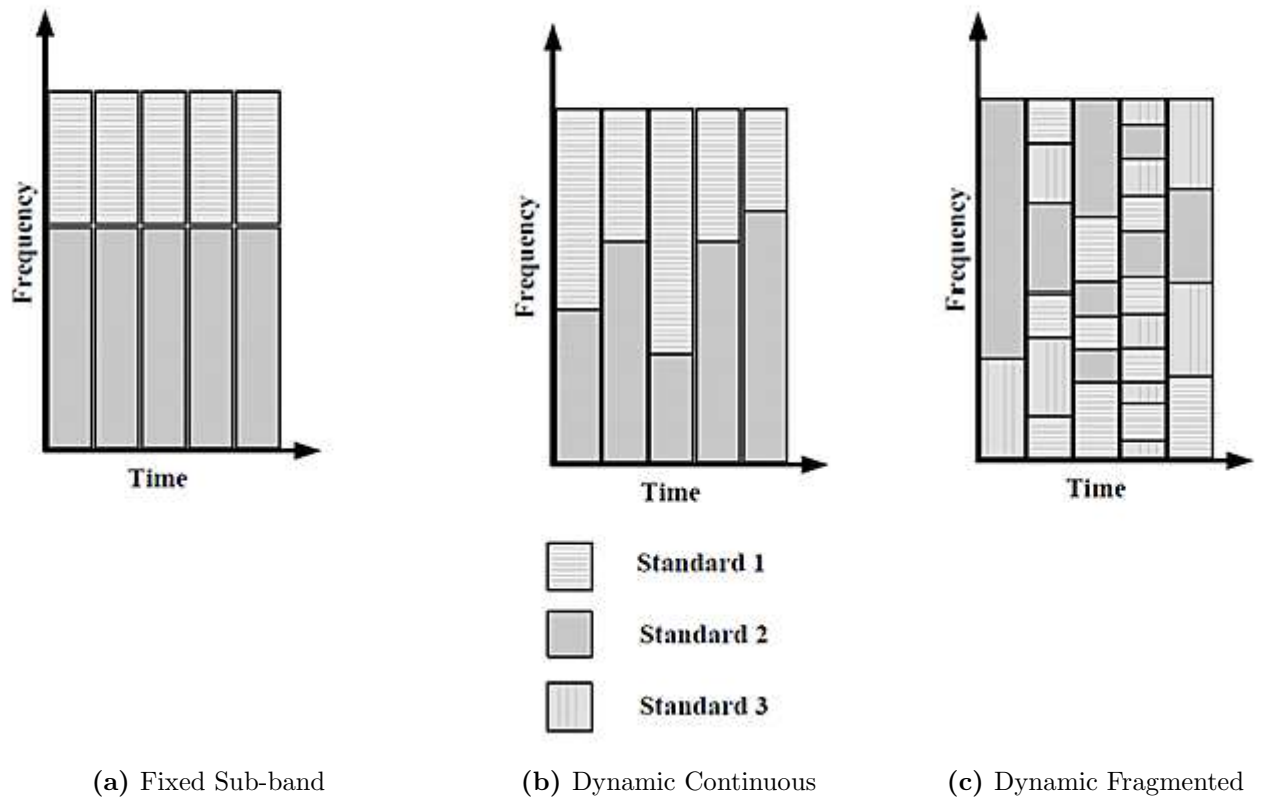 Frequency
Time
Frequency
Time
Frequency
Time
Standard 1
Standard 2
Standard 3
(a) Fixed Sub-band
(b) Dynamic Continuous
(c) Dynamic Fragmented